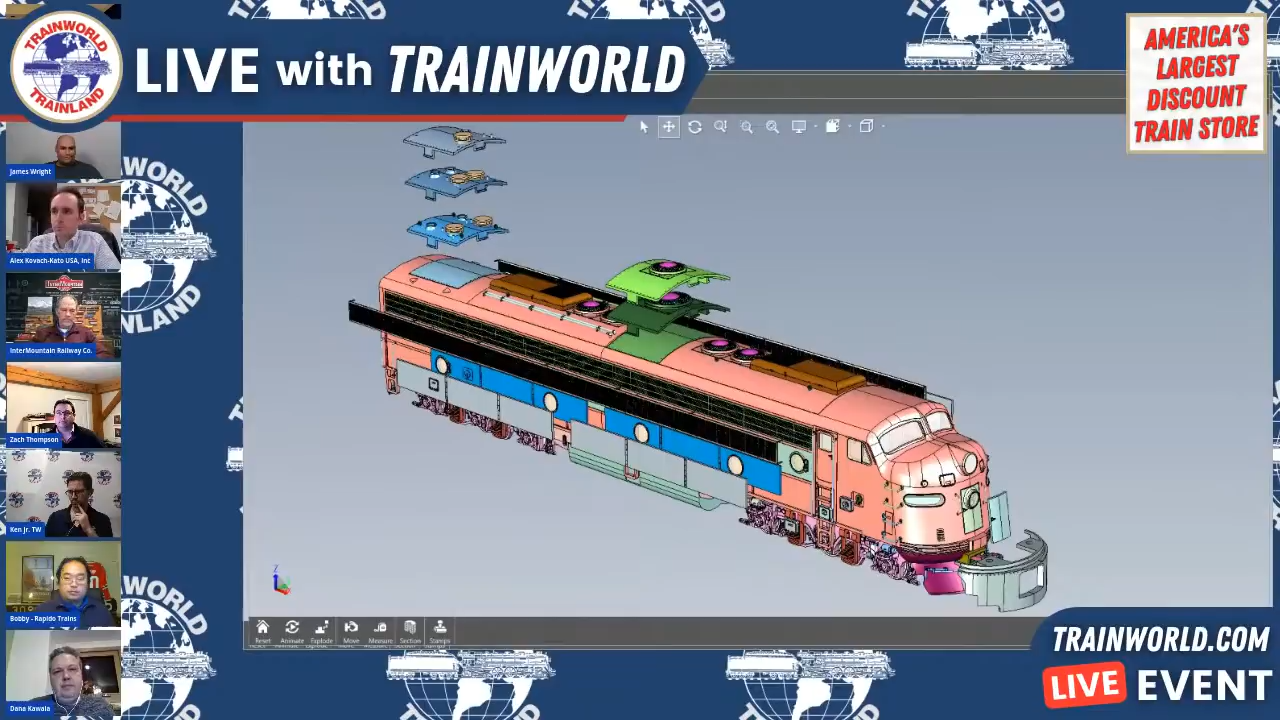 TRAINWORLD
TRAINLAND
LIVE with TRAINWORLD
AMERICA'S
LARGEST
DISCOUNT
TRAIN STORE
James Wright
Alex Kovach-Kato USA, Inc
InterMountain Railway Co.
Zach Thompson
Ken Jr. TW
Bobby - Rapido Trains
Dana Kawala
Z
Reset
Animate
Explode
Move
Measure
Section
Stamps
TRAINWORLD.COM
LIVE EVENT